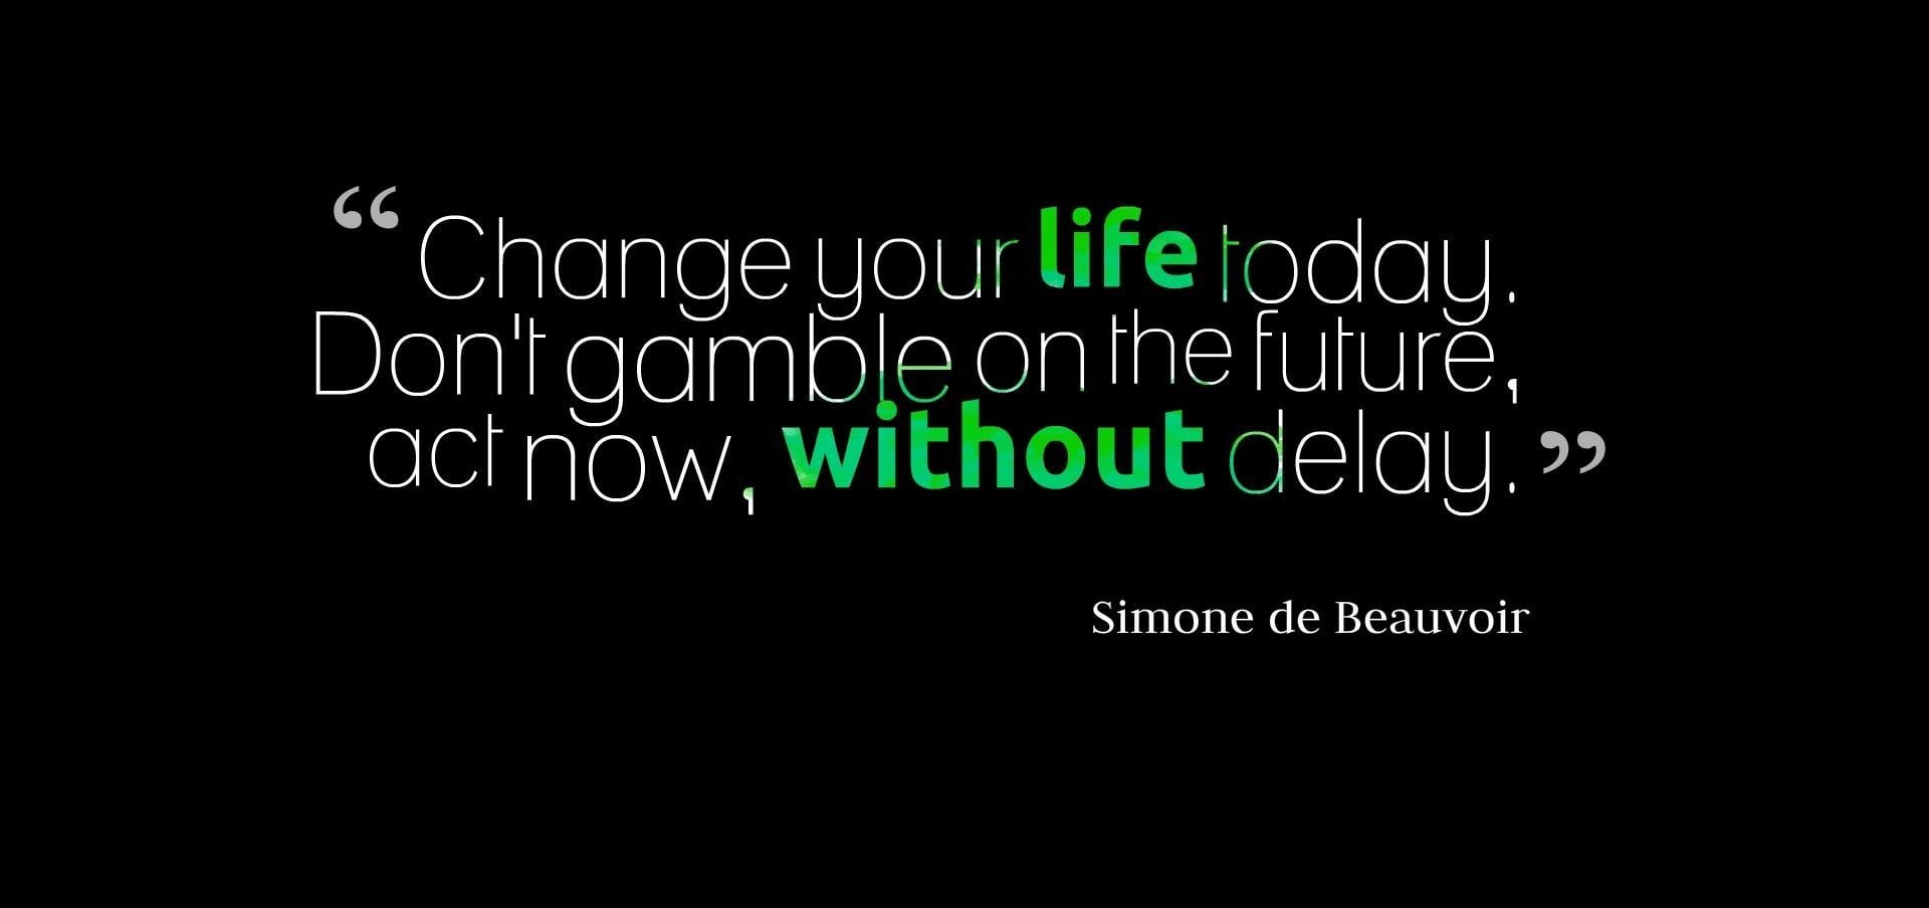 “Change your life today.
Don't gamble on the future,
act now, without delay.”
Simone de Beauvoir